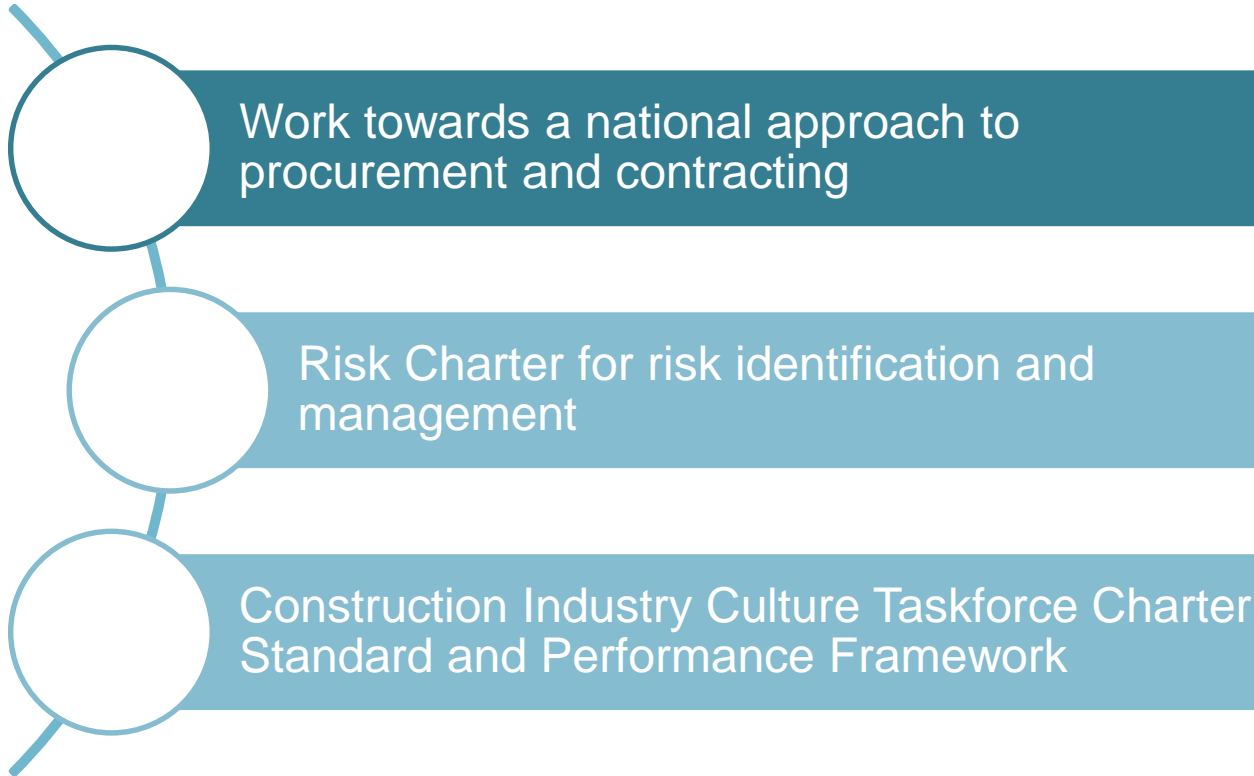 Work towards a national approach to
procurement and contracting
Risk Charter for risk identification and
management
Construction Industry Culture Taskforce Charter
Standard and Performance Framework